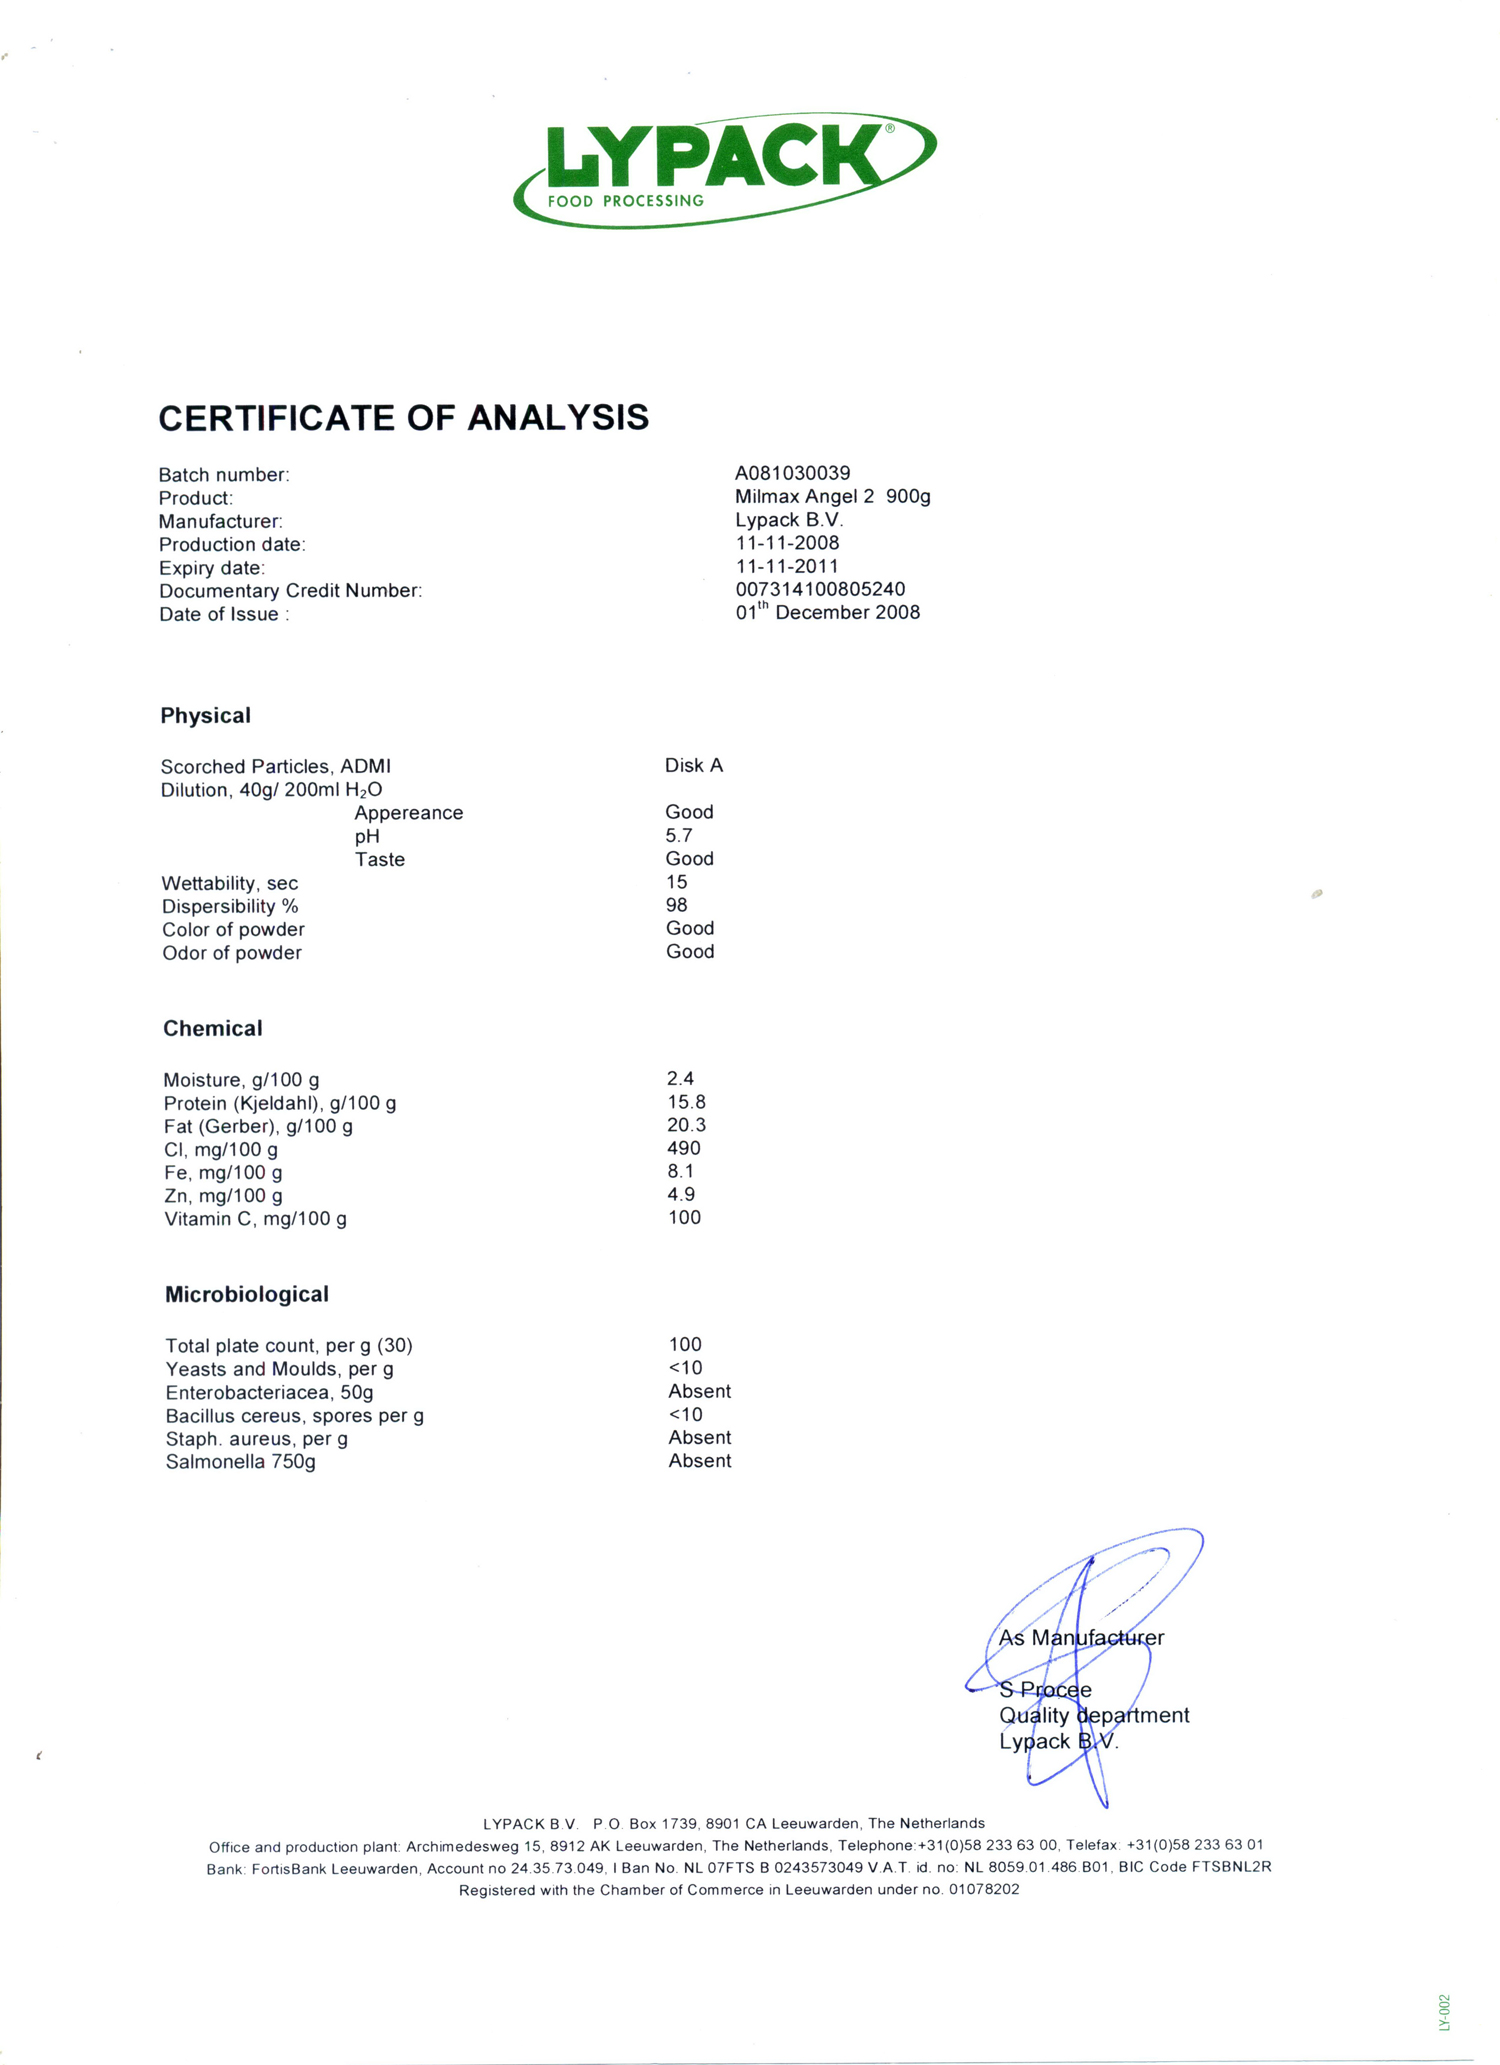 LYPACK®
FOOD PROCESSING
CERTIFICATE OF ANALYSIS
Batch number: A081030039
Product: Milmax Angel 2 900g
Manufacturer: Lypack B.V.
Production date: 11-11-2008
Expiry date: 11-11-2011
Documentary Credit Number: 007314100805240
Date of Issue : 01th December 2008
Physical
Scorched Particles, ADMI Disk A
Dilution, 40g/ 200ml H₂O
Appereance Good
pH 5.7
Taste Good
Wettability, sec 15
Dispersibility % 98
Color of powder Good
Odor of powder Good
Chemical
Moisture, g/100 g 2.4
Protein (Kjeldahl), g/100 g 15.8
Fat (Gerber), g/100 g 20.3
Cl, mg/100 g 490
Fe, mg/100 g 8.1
Zn, mg/100 g 4.9
Vitamin C, mg/100 g 100
Microbiological
Total plate count, per g (30) 100
Yeasts and Moulds, per g <10
Enterobacteriacea, 50g Absent
Bacillus cereus, spores per g <10
Staph. aureus, per g Absent
Salmonella 750g Absent
As Manufacturer
S Procee
Quality department
Lypack B.V.
LYPACK B.V. P.O. Box 1739, 8901 CA Leeuwarden, The Netherlands
Office and production plant: Archimedesweg 15, 8912 AK Leeuwarden, The Netherlands, Telephone:+31(0)58 233 63 00, Telefax: +31(0)58 233 63 01
Bank: FortisBank Leeuwarden, Account no 24.35.73.049, I Ban No. NL 07FTS B 0243573049 V.A.T. id. no: NL 8059.01.486.B01, BIC Code FTSBNL2R
Registered with the Chamber of Commerce in Leeuwarden under no. 01078202
LY-002